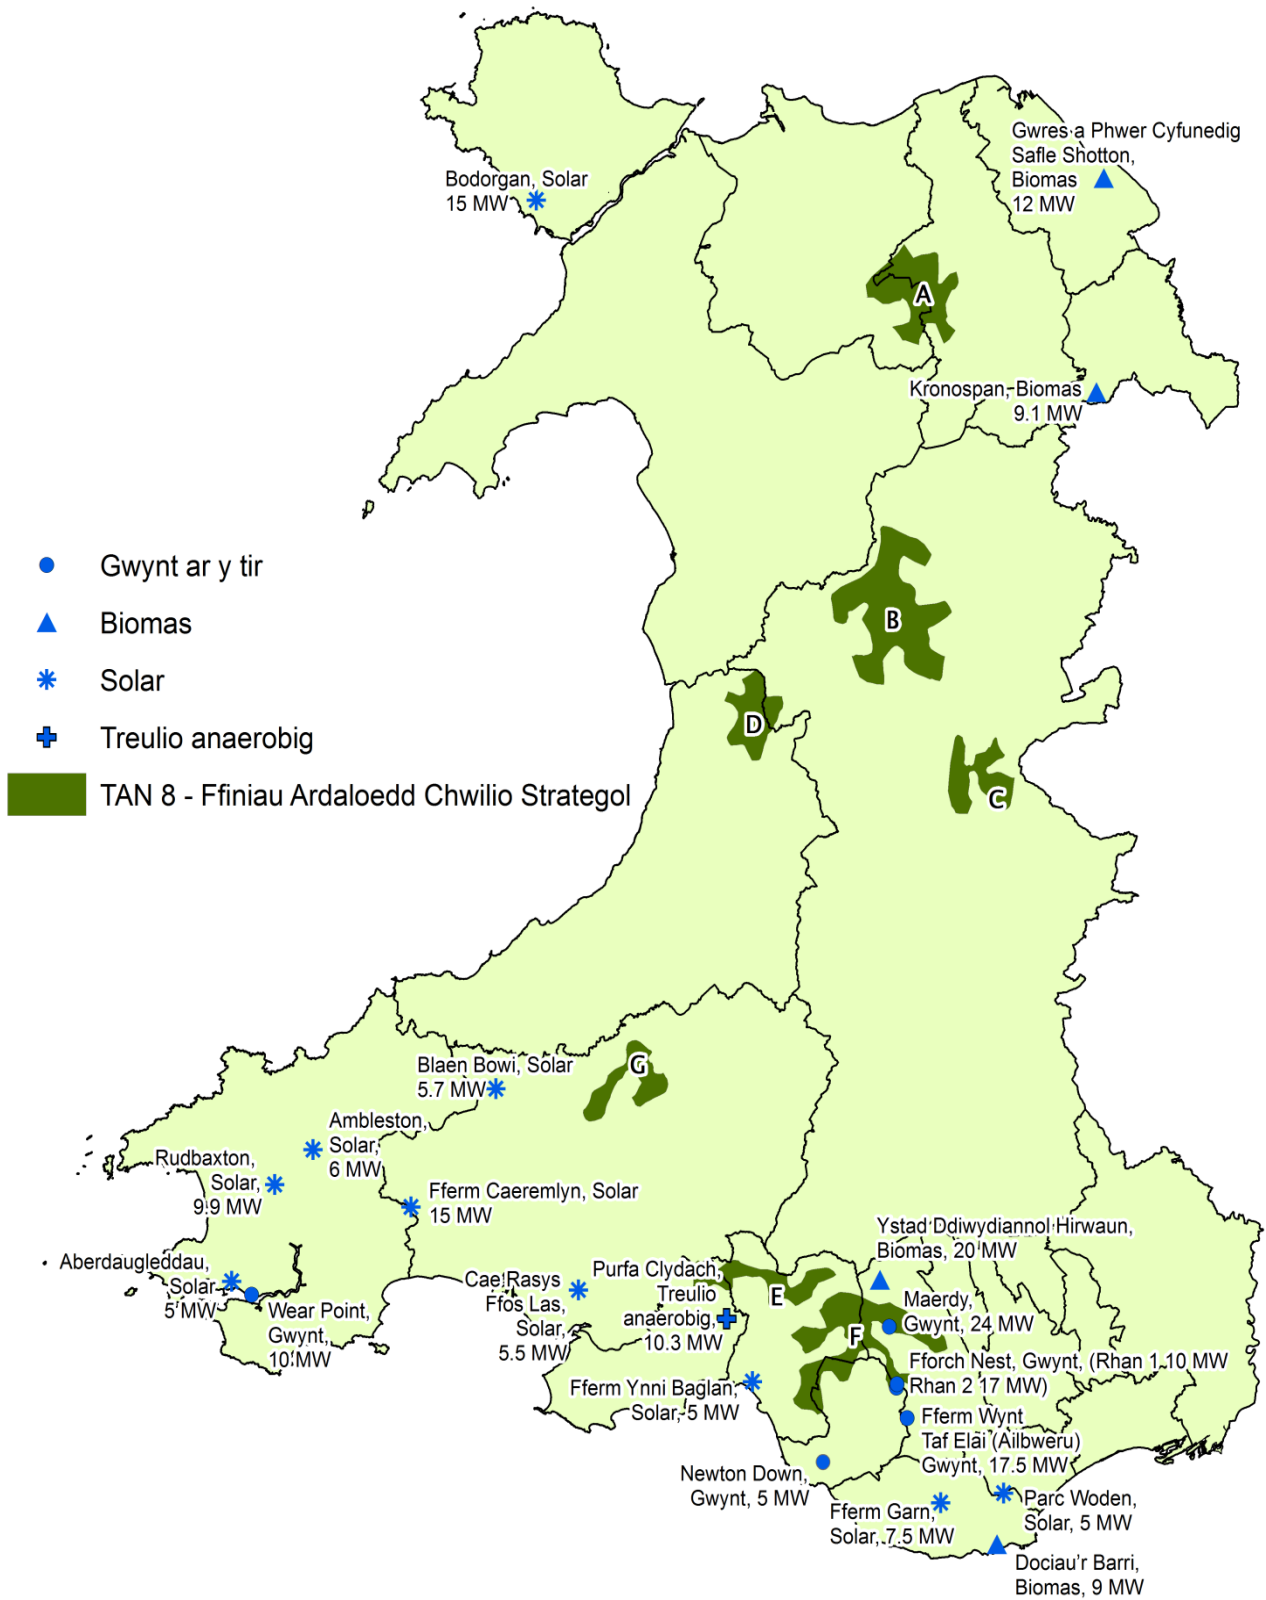 Gwres a Phwer Cyfunedig
Safle Shotton,
Biomas
12 MW
Bodorgan, Solar
15 MW
A
Kronospan, Biomas
9.1 MW
Gwynt ar y tir
Biomas
Solar
Treulio anaerobig
TAN 8 - Ffiniau Ardaloedd Chwilio Strategol
B
D
C
G
Blaen Bowi, Solar
5.7 MW
Ambleston,
Solar,
6 MW
Rudbaxton,
Solar,
9.9 MW
Fferm Caeremlyn, Solar
15 MW
Aberdaugleddau,
Solar
5 MW
Wear Point,
Gwynt,
10 MW
Cae Rasys
Ffos Las,
Solar,
5.5 MW
Purfa Clydach,
Treulio
anaerobig,
10.3 MW
E
F
Ystad Ddiwydiannol Hirwaun,
Biomas, 20 MW
Maerdy,
Gwynt, 24 MW
Fforch Nest, Gwynt, (Rhan 1 10 MW
Rhan 2 17 MW)
Fferm Ynni Baglan,
Solar, 5 MW
Fferm Wynt
Taf Elái (Ailbweru)
Gwynt, 17.5 MW
Newton Down,
Gwynt, 5 MW
Fferm Garn,
Solar, 7.5 MW
Parc Woden,
Solar, 5 MW
Dociau'r Barri,
Biomas, 9 MW